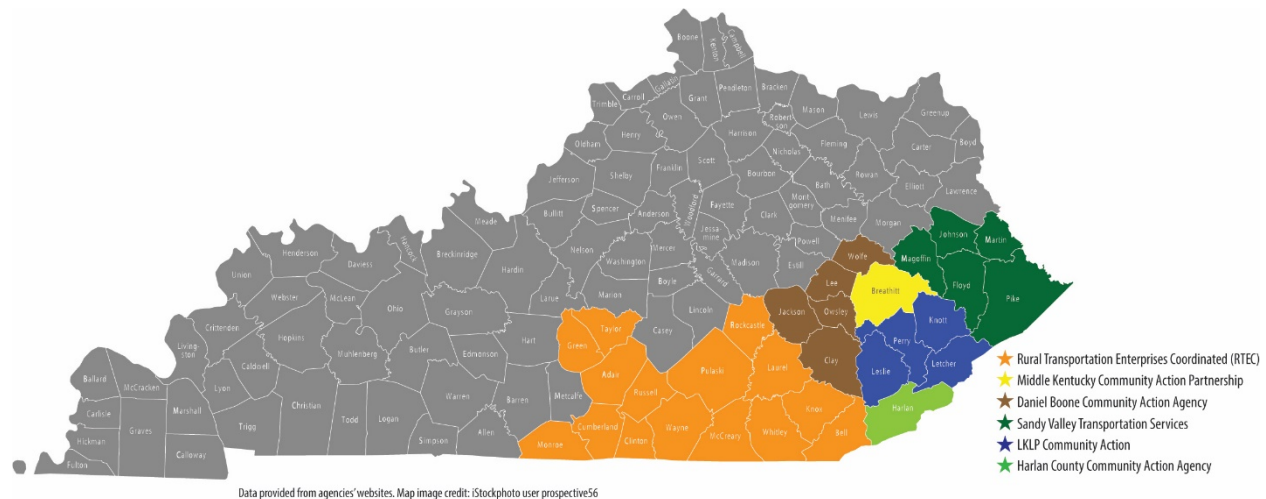 Boone
Kenton
Campbell
Gallatin
Carroll
Trimble
Grant
Pendleton
Bracken
Mason
Robert-
son
Lewis
Greenup
Owen
Henry
Oldham
Harrison
Fleming
Carter
Boyd
Nicholas
Rowan
Scott
Franklin
Shelby
Jefferson
Bourbon
Bath
Elliott
Lawrence
Woodford
Fayette
Mont
gomery
Clark
Menifee
Morgan
Anderson
Spencer
Bullitt
Jessa-
mine
Powell
Meade
Hancock
Breckinridge
Nelson
Washington
Mercer
Garrard
Madison
Estill
Wolfe
Magoffin
Johnson
Martin
Henderson
Daviess
Union
Hardin
Boyle
Lee
Breathitt
Floyd
Pike
Webster
McLean
Ohio
Grayson
Larue
Marion
Lincoln
Casey
Rockcastle
Jackson
Owsley
Knott
Crittenden
Hopkins
Muhlenberg
Butler
Edmonson
Hart
Green
Taylor
Clay
Perry
Leslie
Letcher
Living-
ston
Caldwell
Lyon
Adair
Pulaski
Laurel
Ballard
McCracken
Carlisle
Marshall
Graves
Hickman
Fulton
Calloway
Trigg
Christian
Todd
Logan
Warren
Simpson
Allen
Barren
Metcalfe
Monroe
Cumberland
Russell
Clinton
Wayne
McCreary
Whitley
Knox
Bell
Harlan
Rural Transportation Enterprises Coordinated (RTEC)
Middle Kentucky Community Action Partnership
Daniel Boone Community Action Agency
Sandy Valley Transportation Services
LKLP Community Action
Harlan County Community Action Agency
Data provided from agencies' websites. Map image credit: iStockphoto user prospective56